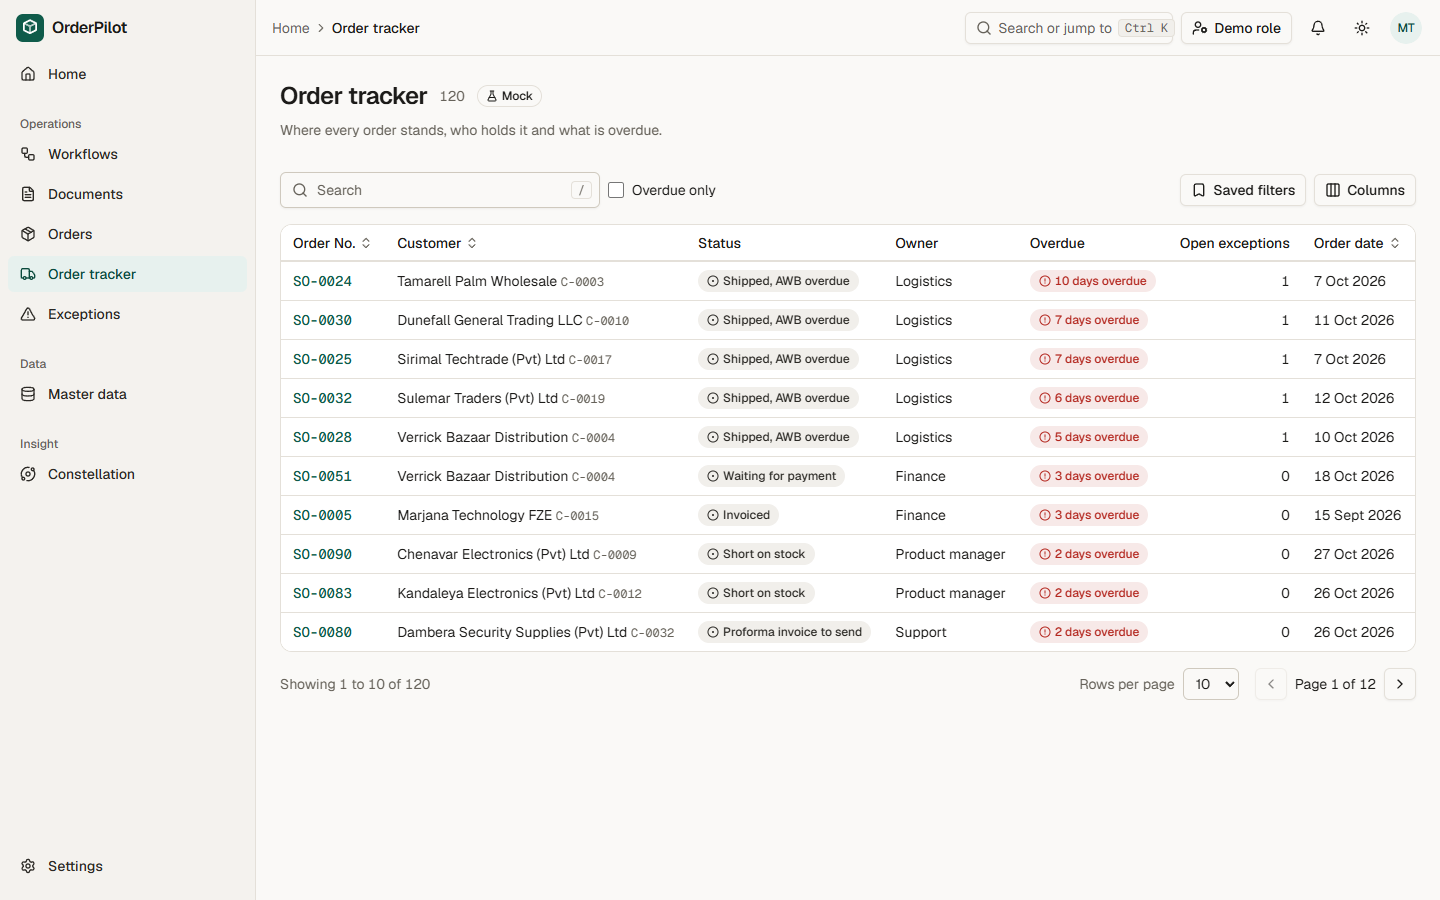 OrderPilot
Home
Operations
Workflows
Documents
Orders
Order tracker
Exceptions
Data
Master data
Insight
Constellation
Settings
Home > Order tracker
Search or jump to Ctrl K
Demo role
MT
Order tracker 120 Mock
Where every order stands, who holds it and what is overdue.
Search /
Overdue only
Saved filters
Columns
Order No. Customer Status Owner Overdue Open exceptions Order date
SO-0024 Tamarell Palm Wholesale C-0003 Shipped, AWB overdue Logistics 10 days overdue 1 7 Oct 2026
SO-0030 Dunefall General Trading LLC C-0010 Shipped, AWB overdue Logistics 7 days overdue 1 11 Oct 2026
SO-0025 Sirimal Techtrade (Pvt) Ltd C-0017 Shipped, AWB overdue Logistics 7 days overdue 1 7 Oct 2026
SO-0032 Sulemar Traders (Pvt) Ltd C-0019 Shipped, AWB overdue Logistics 6 days overdue 1 12 Oct 2026
SO-0028 Verrick Bazaar Distribution C-0004 Shipped, AWB overdue Logistics 5 days overdue 1 10 Oct 2026
SO-0051 Verrick Bazaar Distribution C-0004 Waiting for payment Finance 3 days overdue 0 18 Oct 2026
SO-0005 Marjana Technology FZE C-0015 Invoiced Finance 3 days overdue 0 15 Sept 2026
SO-0090 Chenavar Electronics (Pvt) Ltd C-0009 Short on stock Product manager 2 days overdue 0 27 Oct 2026
SO-0083 Kandaleya Electronics (Pvt) Ltd C-0012 Short on stock Product manager 2 days overdue 0 26 Oct 2026
SO-0080 Dambera Security Supplies (Pvt) Ltd C-0032 Proforma invoice to send Support 2 days overdue 0 26 Oct 2026
Showing 1 to 10 of 120
Rows per page 10 Page 1 of 12